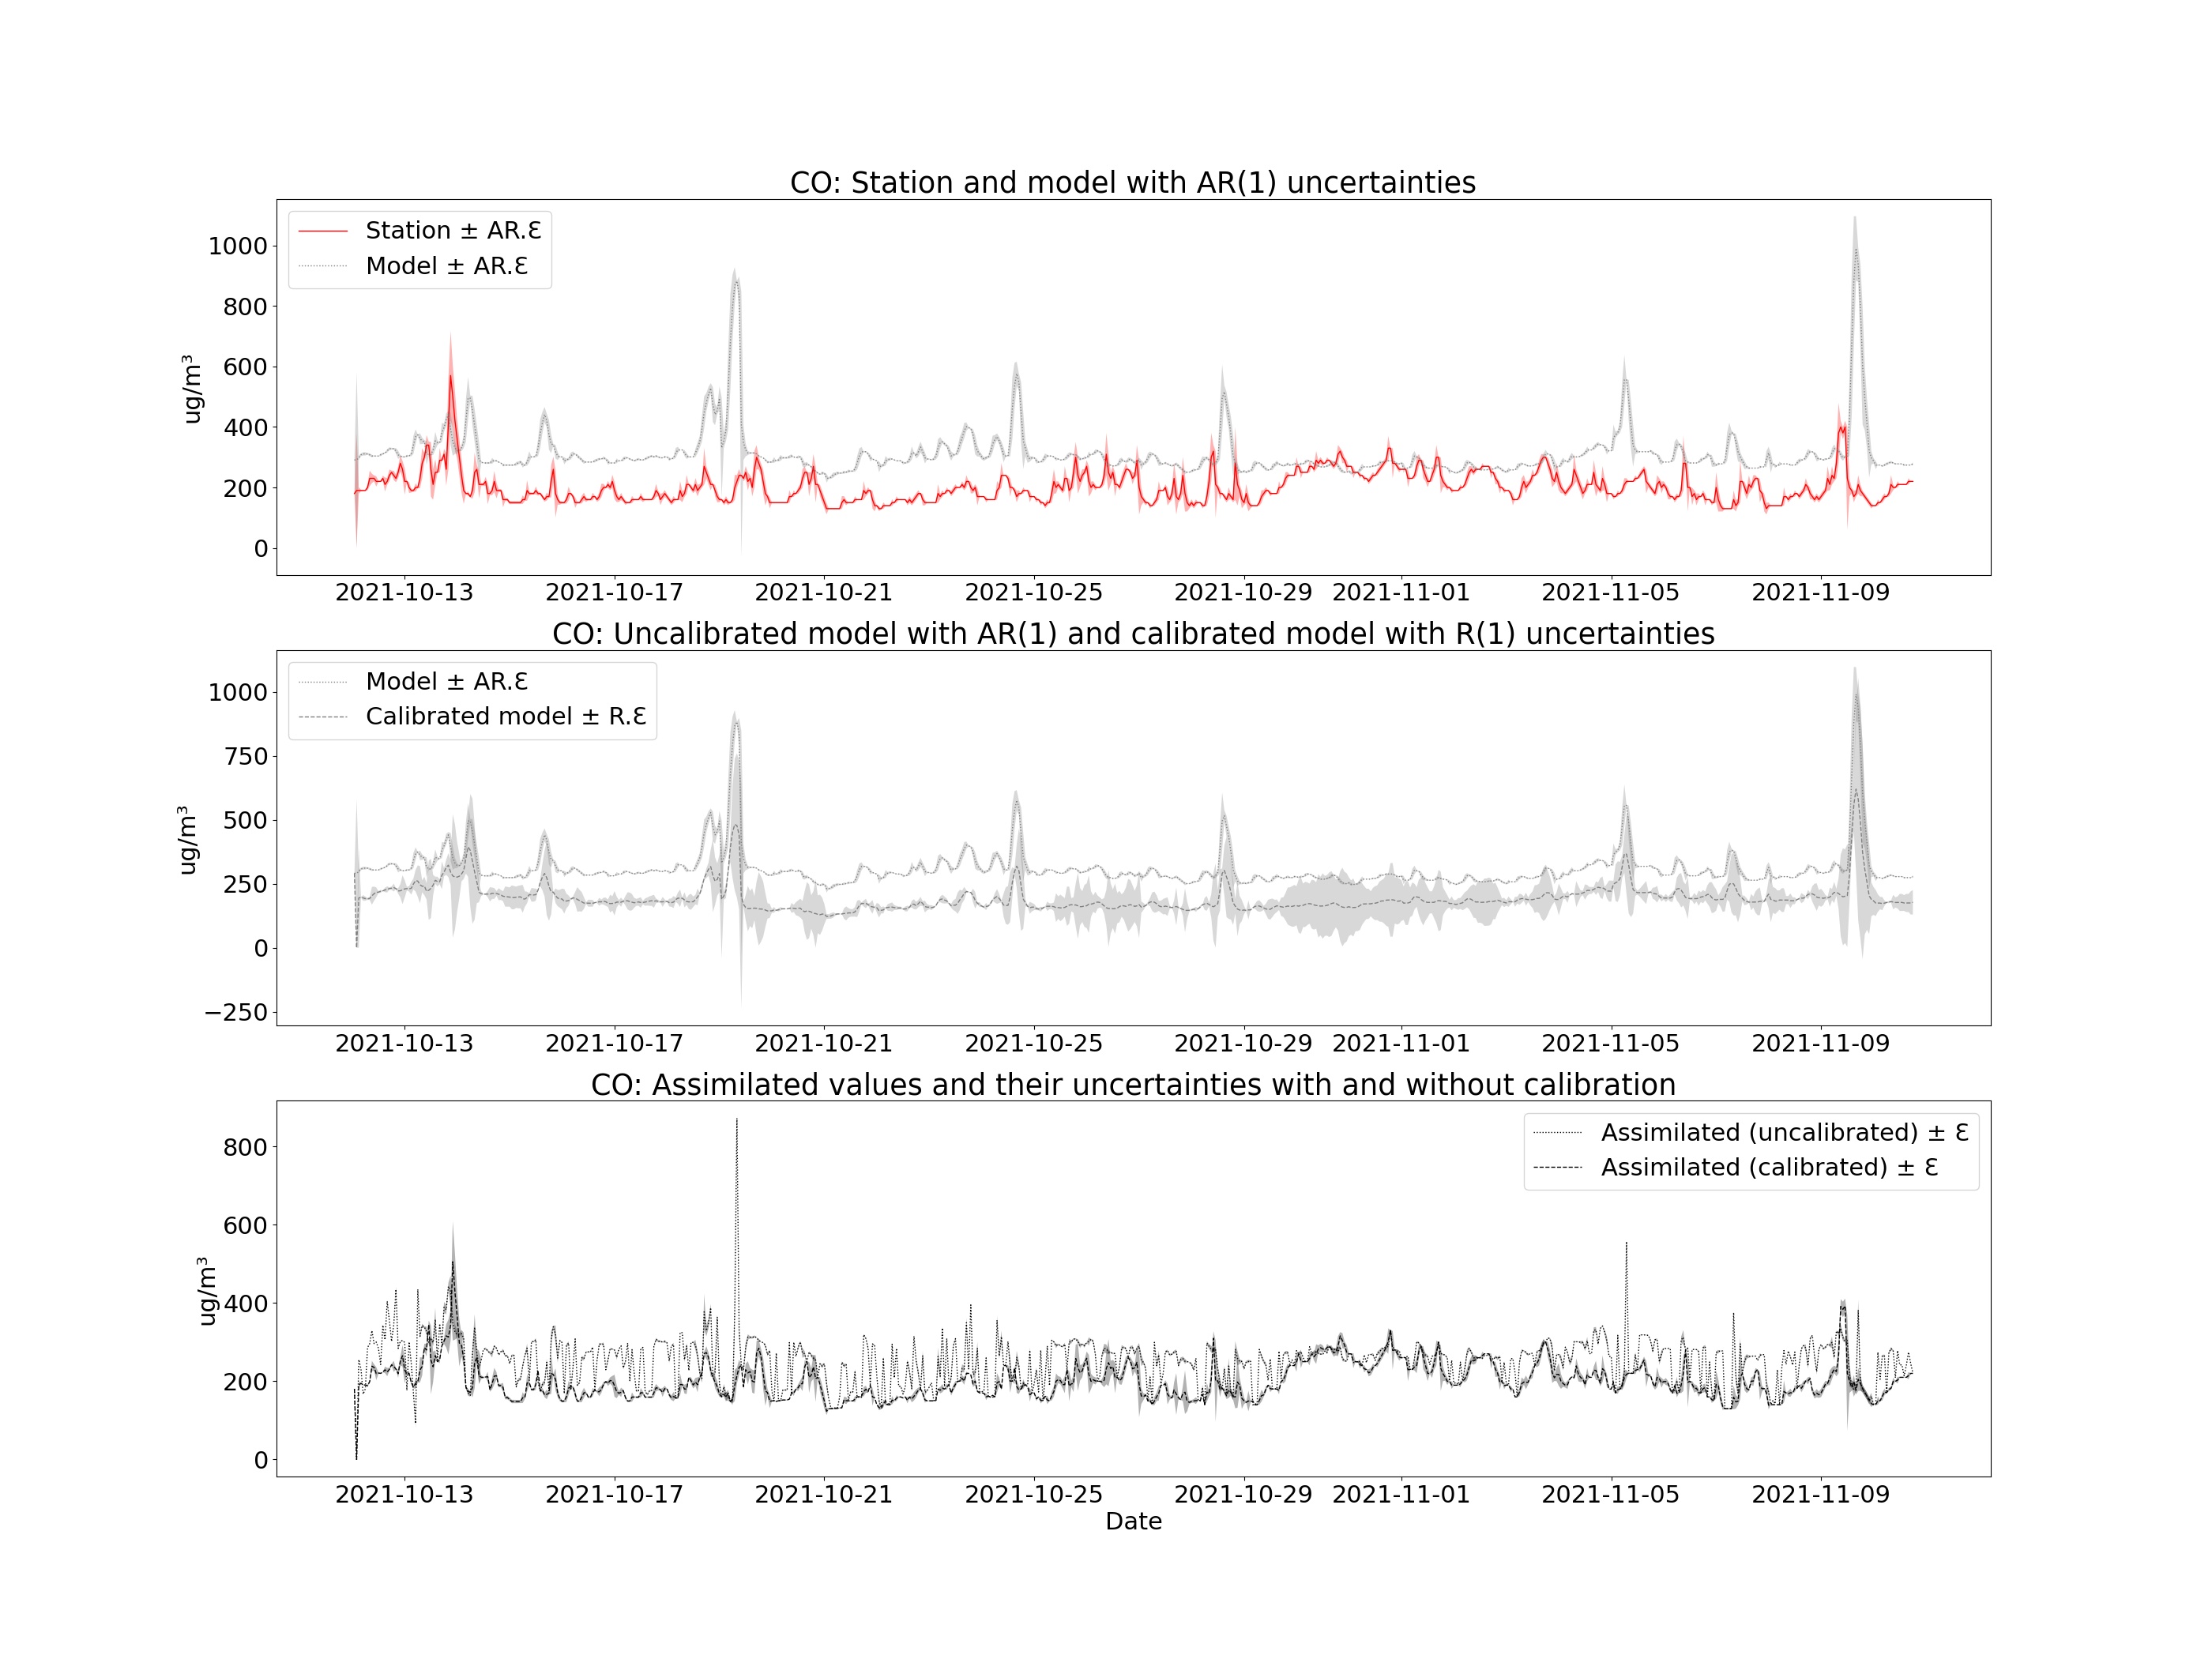 CO: Station and model with AR(1) uncertainties
Station ± AR.Ɛ
Model ± AR.Ɛ
ug/m³
1000
800
600
400
200
0
2021-10-13 2021-10-17 2021-10-21 2021-10-25 2021-10-29 2021-11-01 2021-11-05 2021-11-09
CO: Uncalibrated model with AR(1) and calibrated model with R(1) uncertainties
Model ± AR.Ɛ
Calibrated model ± R.Ɛ
ug/m³
1000
750
500
250
0
−250
2021-10-13 2021-10-17 2021-10-21 2021-10-25 2021-10-29 2021-11-01 2021-11-05 2021-11-09
CO: Assimilated values and their uncertainties with and without calibration
Assimilated (uncalibrated) ± Ɛ
Assimilated (calibrated) ± Ɛ
ug/m³
800
600
400
200
0
2021-10-13 2021-10-17 2021-10-21 2021-10-25 2021-10-29 2021-11-01 2021-11-05 2021-11-09
Date